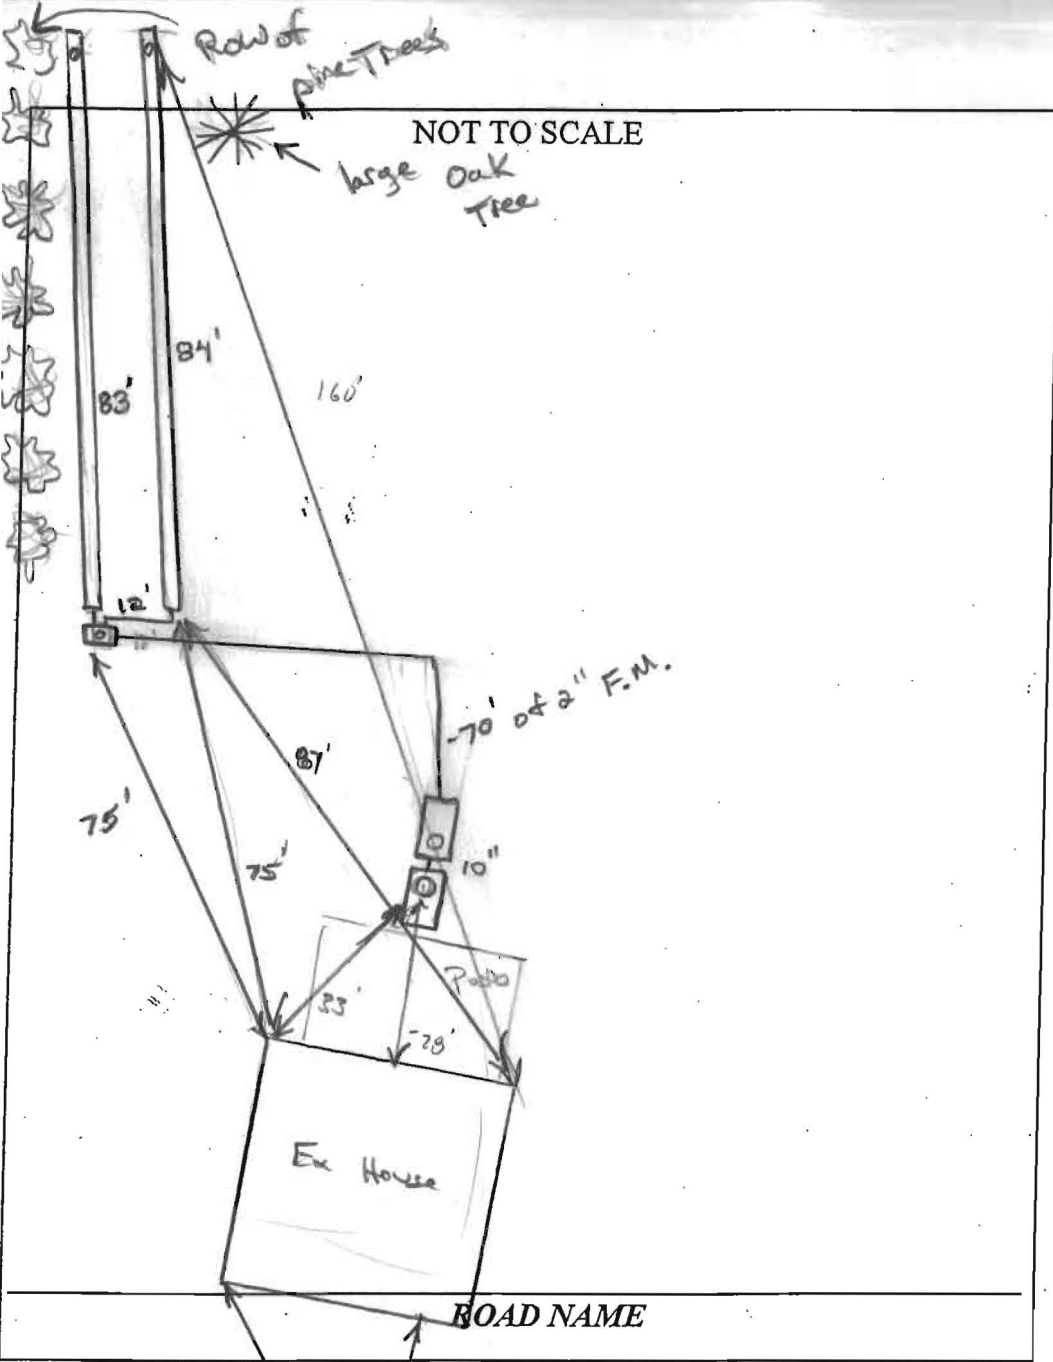 Row of
pine Trees
NOT TO SCALE
large Oak
Tree
84'
160'
83'
12'
-70' of 2" F.M.
87'
75'
75'
10"
Patio
33'
-28'
Ex House
ROAD NAME